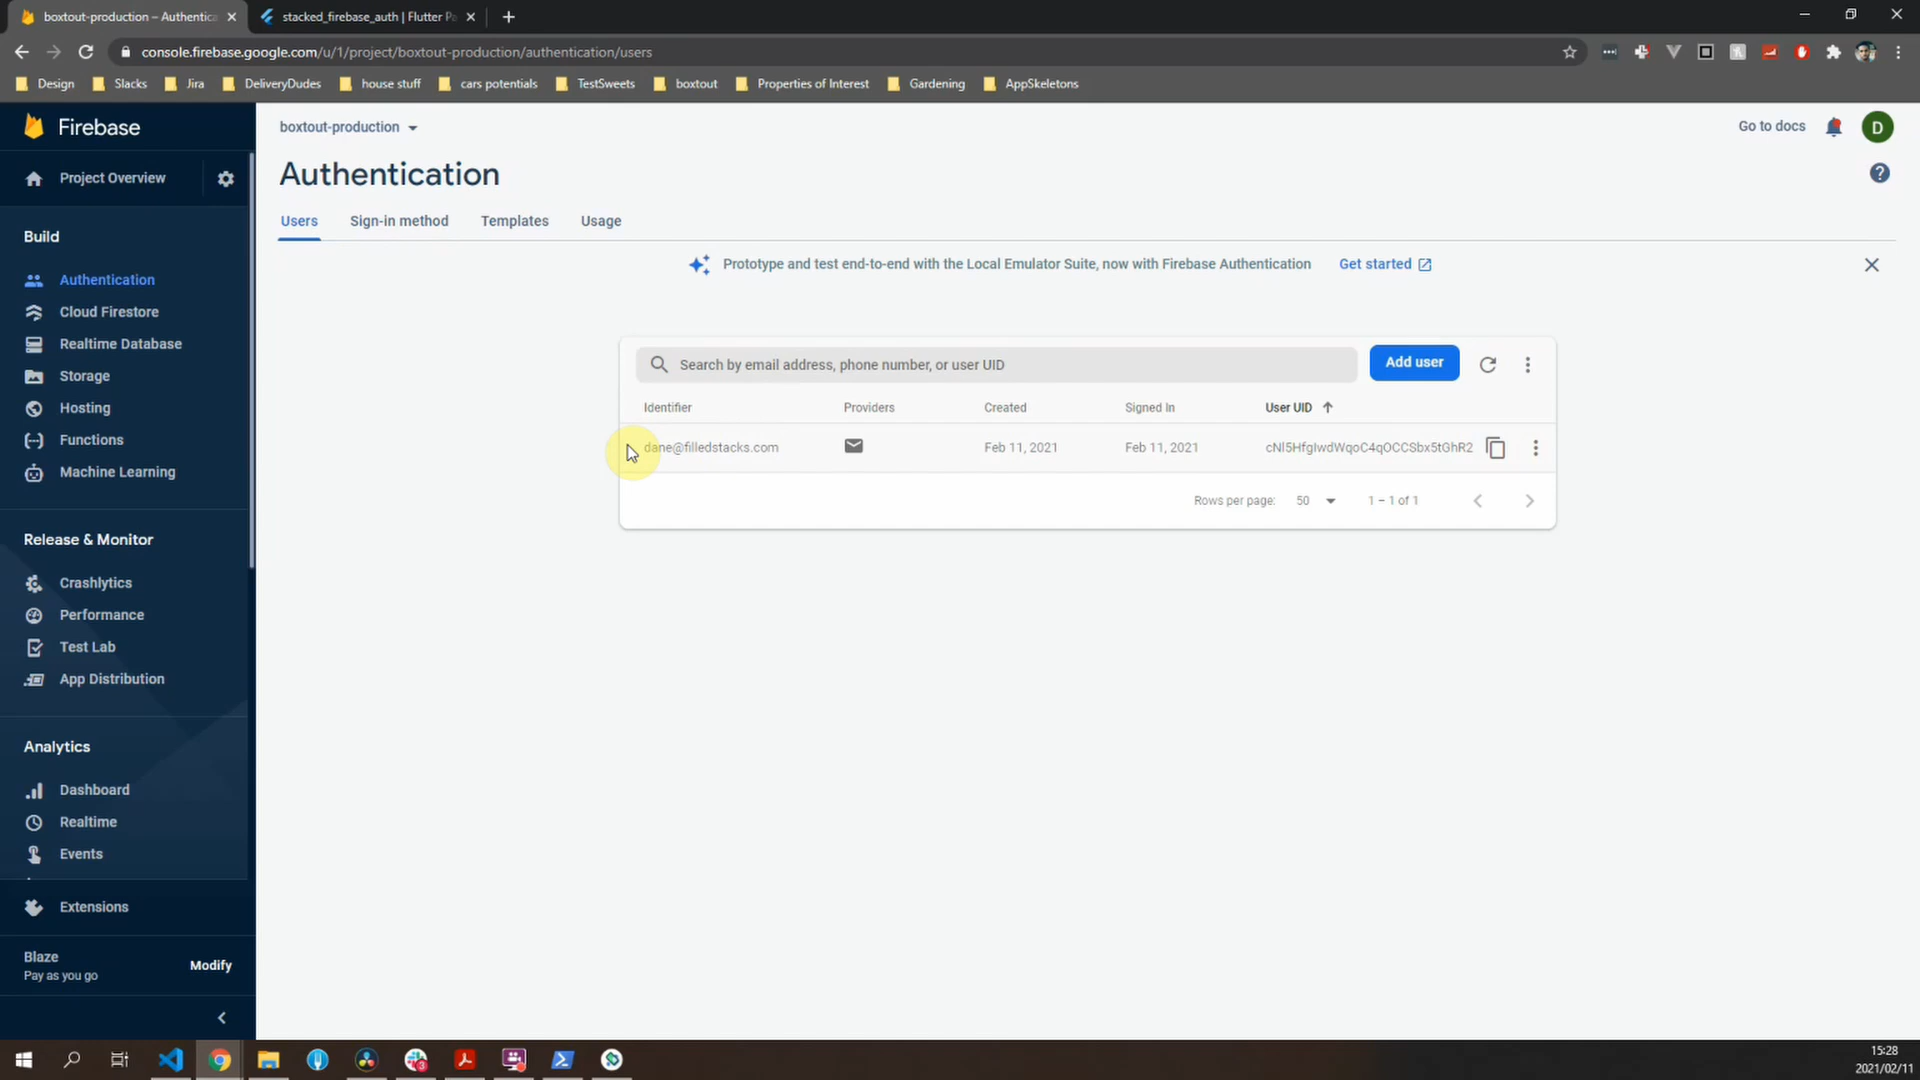 boxtout-production – Authentica
stacked_firebase_auth | Flutter Pa
console.firebase.google.com/u/1/project/boxtout-production/authentication/users
Design
Slacks
Jira
DeliveryDudes
house stuff
cars potentials
TestSweets
boxtout
Properties of Interest
Gardening
AppSkeletons
Firebase
boxtout-production
Go to docs
D
Project Overview
Authentication
Users
Sign-in method
Templates
Usage
Build
Authentication
Cloud Firestore
Realtime Database
Storage
Hosting
Functions
Machine Learning
Release & Monitor
Crashlytics
Performance
Test Lab
App Distribution
Analytics
Dashboard
Realtime
Events
Extensions
Blaze
Pay as you go
Modify
Prototype and test end-to-end with the Local Emulator Suite, now with Firebase Authentication
Get started
Search by email address, phone number, or user UID
Add user
Identifier
Providers
Created
Signed In
User UID
dane@filledstacks.com
Feb 11, 2021
Feb 11, 2021
cNl5HfgIwdWqoC4qOCCSbx5tGhR2
Rows per page:
50
1 – 1 of 1
3
15:28
2021/02/11